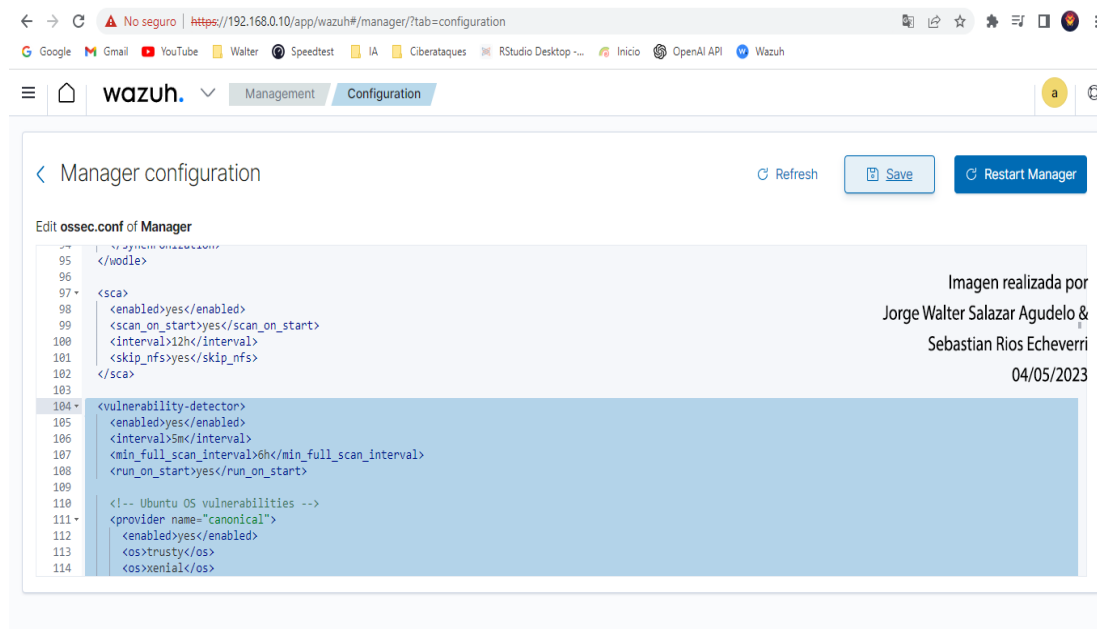 No seguro | https://192.168.0.10/app/wazuh#/manager/?tab=configuration
Google Gmail YouTube Walter Speedtest IA Ciberataques RStudio Desktop -... Inicio OpenAI API Wazuh
wazuh. Management Configuration a
Manager configuration
Refresh Save Restart Manager
Edit ossec.conf of Manager
94 </synchronization>
95 </wodle>
96
97 <sca>
98 <enabled>yes</enabled>
99 <scan_on_start>yes</scan_on_start>
100 <interval>12h</interval>
101 <skip_nfs>yes</skip_nfs>
102 </sca>
103
104 <vulnerability-detector>
105 <enabled>yes</enabled>
106 <interval>5m</interval>
107 <min_full_scan_interval>6h</min_full_scan_interval>
108 <run_on_start>yes</run_on_start>
109
110 <!-- Ubuntu OS vulnerabilities -->
111 <provider name="canonical">
112 <enabled>yes</enabled>
113 <os>trusty</os>
114 <os>xenial</os>
Imagen realizada por
Jorge Walter Salazar Agudelo &
Sebastian Rios Echeverri
04/05/2023